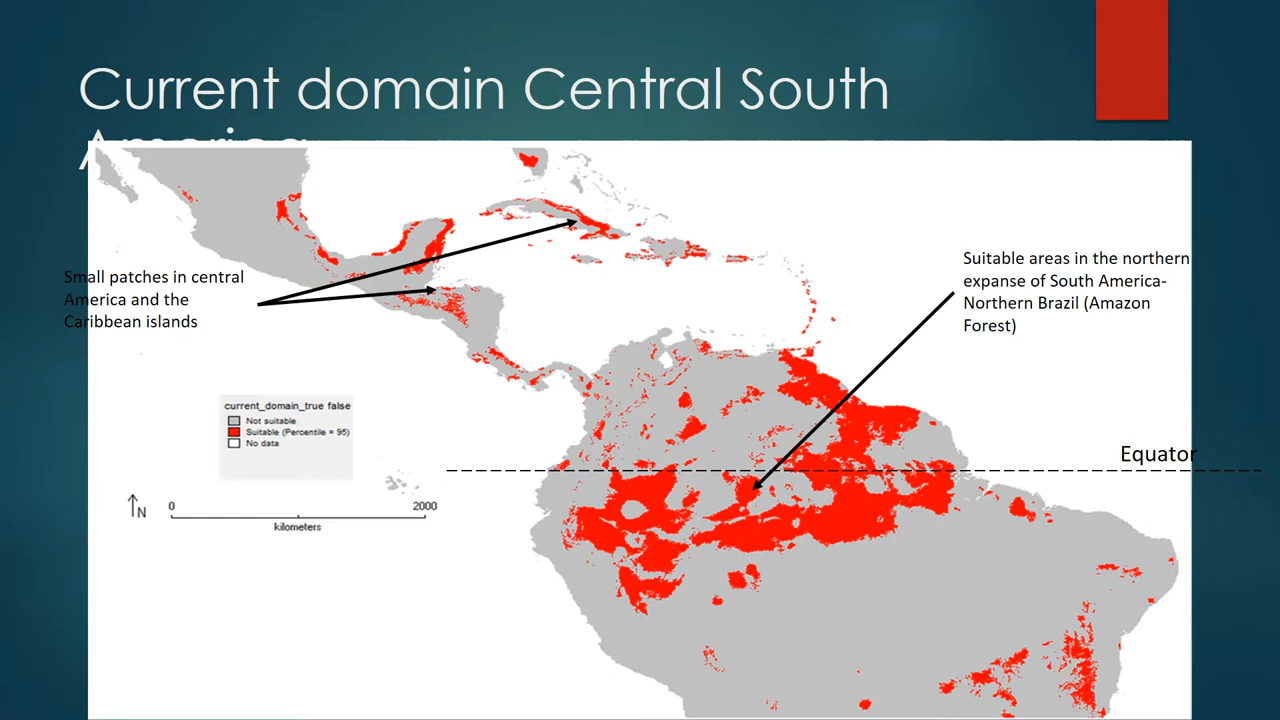 Current domain Central South
America
Small patches in central
America and the
Caribbean islands
Suitable areas in the northern
expanse of South America-
Northern Brazil (Amazon
Forest)
current_domain_true false
Not suitable
Suitable (Percentile = 95)
No data
Equator
N
0 2000
kilometers